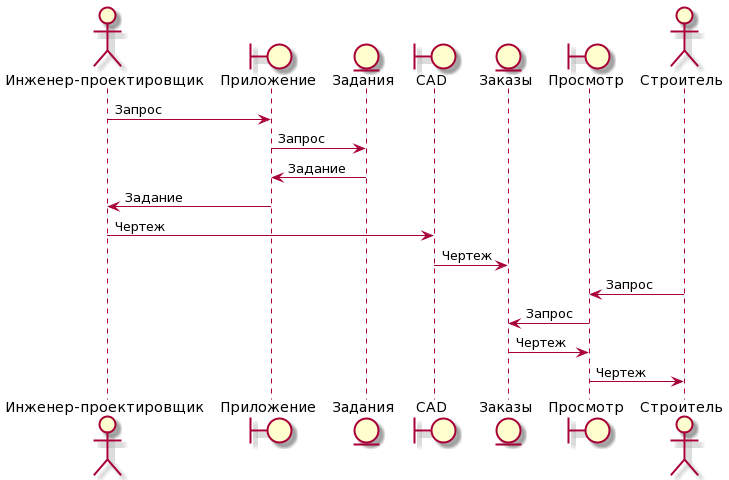 Инженер-проектировщик Приложение Задания CAD Заказы Просмотр Строитель
Запрос
Запрос
Задание
Задание
Чертеж
Чертеж
Запрос
Запрос
Чертеж
Чертеж
Инженер-проектировщик Приложение Задания CAD Заказы Просмотр Строитель